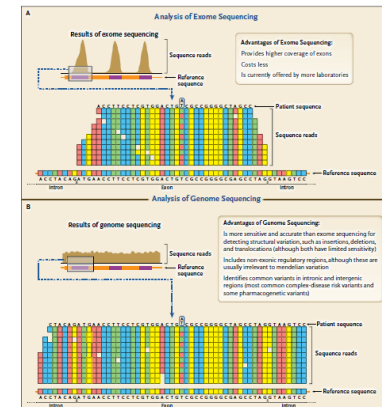 A
Analysis of Exome Sequencing
Results of exome sequencing
Sequence reads
Reference
sequence
Advantages of Exome Sequencing:
Provides higher coverage of exons
Costs less
Is currently offered by more laboratories
Patient sequence
Sequence reads
Reference sequence
ACCTACAGATGAACCTTCCTCGTGGACTGTCGCCGGGGCGAGCCTAGGTAAGTCC
Intron
Exon
Intron
B
Analysis of Genome Sequencing
Results of genome sequencing
Sequence reads
Reference
sequence
Advantages of Genome Sequencing:
Is more sensitive and accurate than exome sequencing for
detecting structural variation, such as insertions, deletions,
and translocations (although both have limited sensitivity)
Includes non-exonic regulatory regions, although these are
usually irrelevant to mendelian variation
Identifies common variants in intronic and intergenic
regions (most common complex-disease risk variants and
some pharmacogenetic variants)
Patient sequence
Sequence reads
Reference sequence
Intron
Exon
Intron